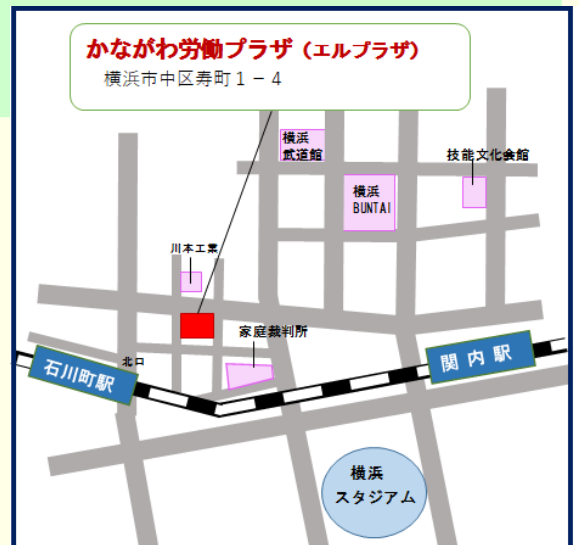 かながわ労働プラザ（エルプラザ）
横浜市中区寿町１－４
横浜
武道館
技能文化会館
横浜
BUNTAI
川本工業
家庭裁判所
北口
石川町駅
関内駅
横浜
スタジアム